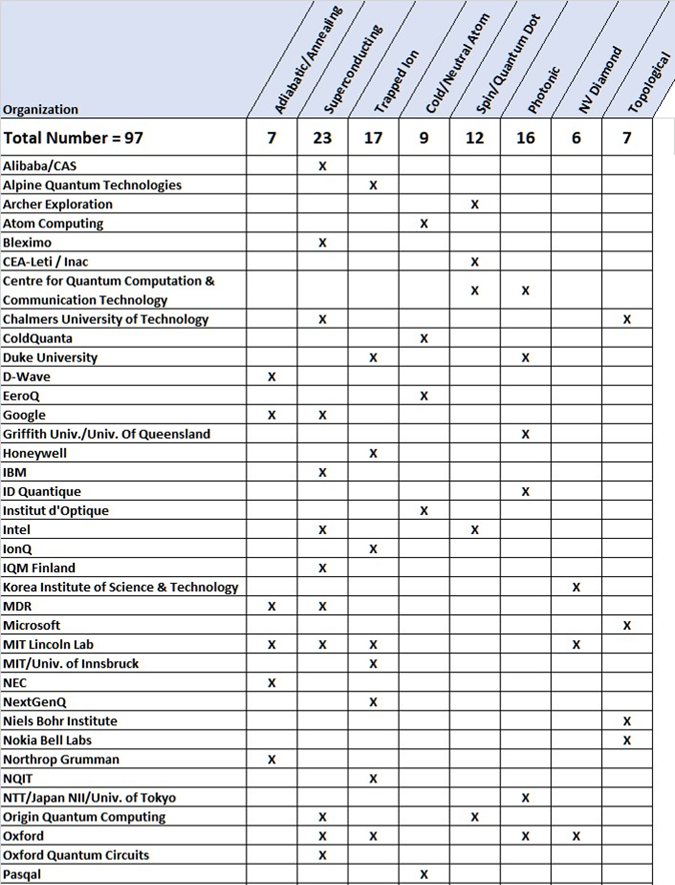 Organization Adiabatic/Annealing Superconducting Trapped Ion Cold/Neutral Atom Spin/Quantum Dot Photonic NV Diamond Topological
Total Number = 97 7 23 17 9 12 16 6 7
Alibaba/CAS X
Alpine Quantum Technologies X
Archer Exploration X
Atom Computing X
Bleximo X
CEA-Leti / Inac X
Centre for Quantum Computation &
Communication Technology X X
Chalmers University of Technology X X
ColdQuanta X
Duke University X X
D-Wave X
EeroQ X
Google X X
Griffith Univ./Univ. Of Queensland X
Honeywell X
IBM X
ID Quantique X
Institut d'Optique X
Intel X X
IonQ X
IQM Finland X
Korea Institute of Science & Technology X
MDR X X
Microsoft X
MIT Lincoln Lab X X X X
MIT/Univ. of Innsbruck X
NEC X
NextGenQ X
Niels Bohr Institute X
Nokia Bell Labs X
Northrop Grumman X
NQIT X
NTT/Japan NII/Univ. of Tokyo X
Origin Quantum Computing X X
Oxford X X X X
Oxford Quantum Circuits X
Pasqal X